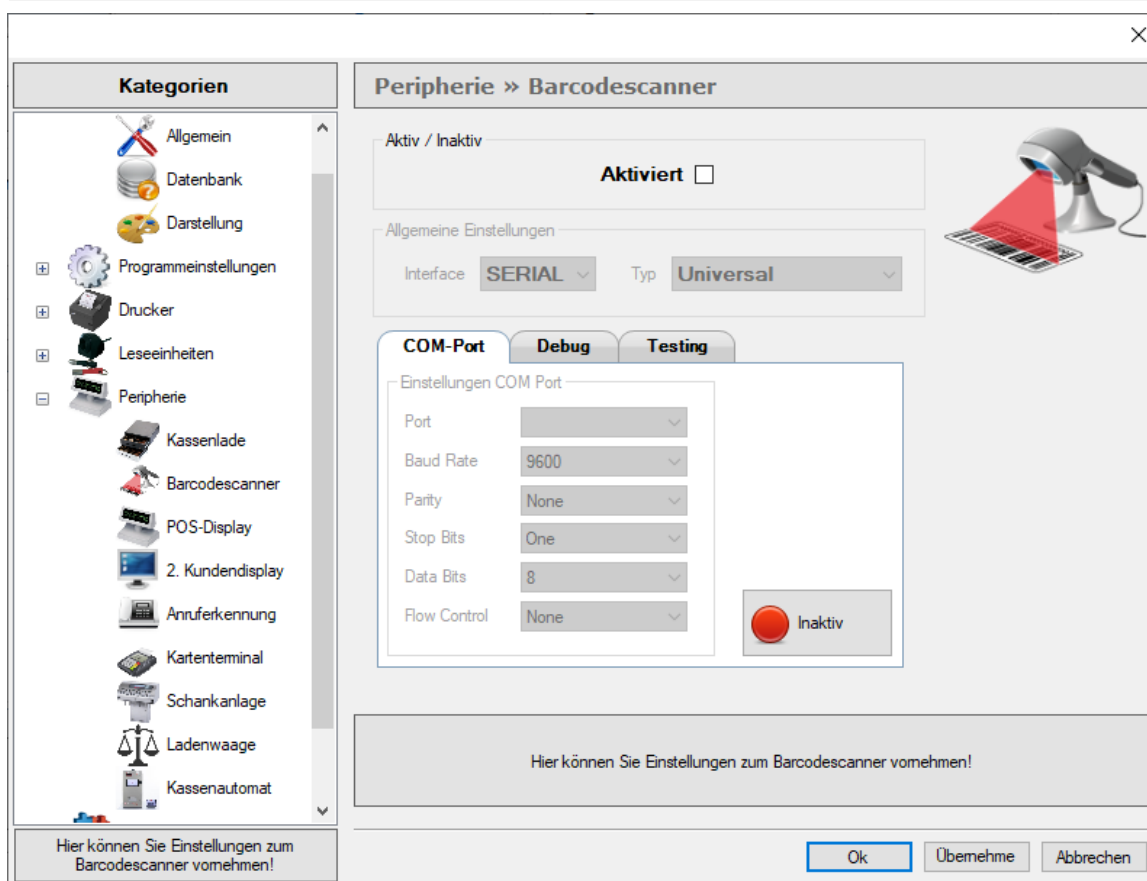 Kategorien
Allgemein
Datenbank
Darstellung
Programmeinstellungen
Drucker
Leseeinheiten
Peripherie
Kassenlade
Barcodescanner
POS-Display
2. Kundendisplay
Anruferkennung
Kartenterminal
Schankanlage
Ladenwaage
Kassenautomat
Hier können Sie Einstellungen zum
Barcodescanner vornehmen!
Peripherie » Barcodescanner
Aktiv / Inaktiv
Aktiviert
Allgemeine Einstellungen
Interface SERIAL Typ Universal
COM-Port Debug Testing
Einstellungen COM Port
Port
Baud Rate 9600
Parity None
Stop Bits One
Data Bits 8
Flow Control None
Inaktiv
Hier können Sie Einstellungen zum Barcodescanner vornehmen!
Ok Übernehme Abbrechen